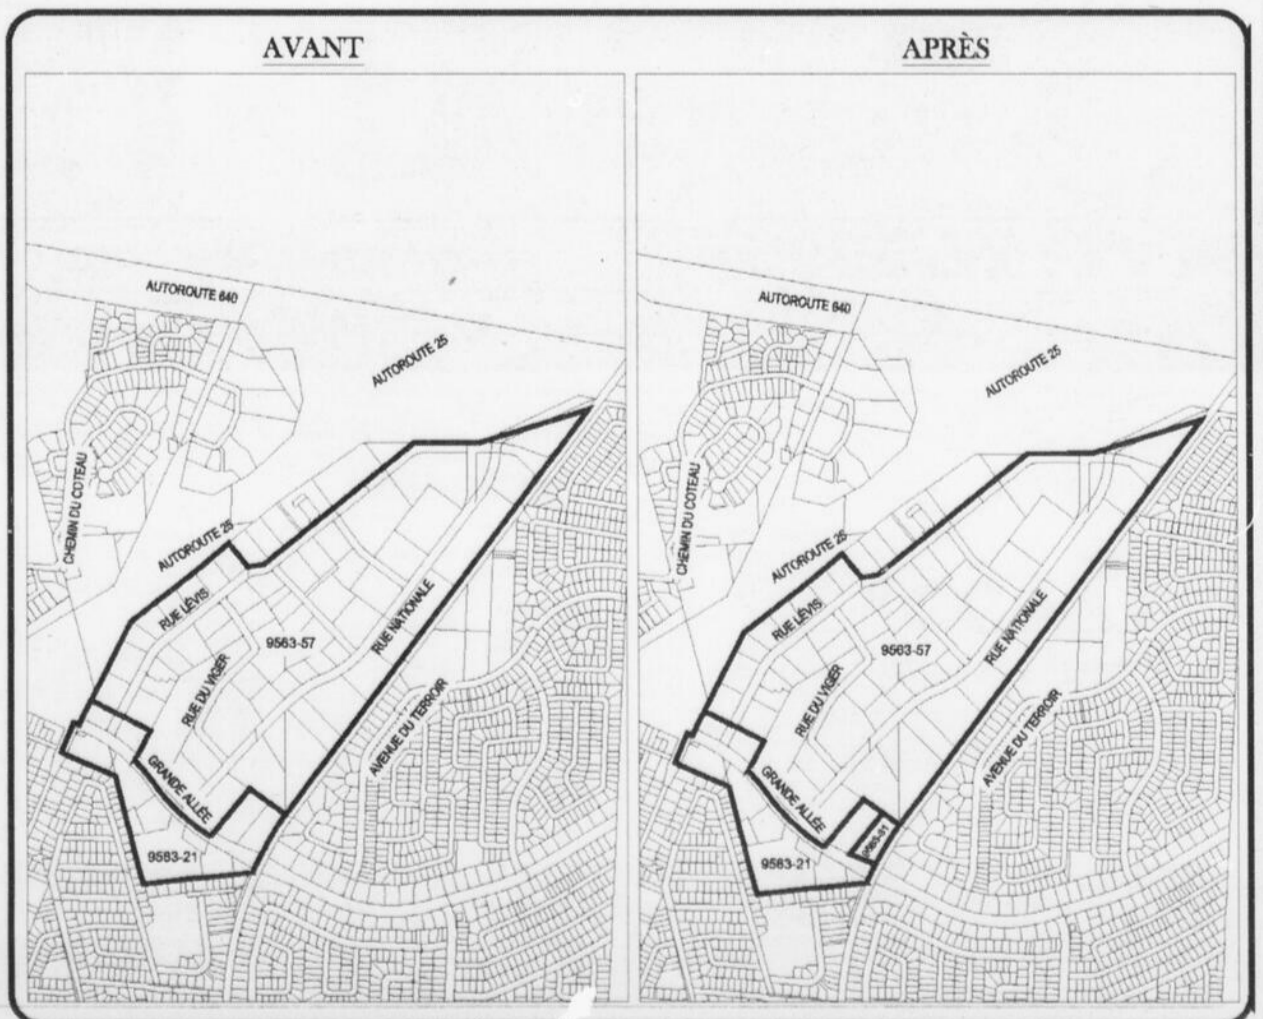 AVANT
AUTOROUTE 640
AUTOROUTE 25
CHEMIN DU COTEAU
AUTOROUTE 25
RUE LÉVIS
9563-57
RUE NATIONALE
RUE DU VIGER
AVENUE DU TERROIR
GRANDE ALLÉE
9563-21
APRÈS
AUTOROUTE 640
AUTOROUTE 25
CHEMIN DU COTEAU
AUTOROUTE 25
RUE LÉVIS
9563-57
RUE NATIONALE
RUE DU VIGER
AVENUE DU TERROIR
GRANDE ALLÉE
9563-21